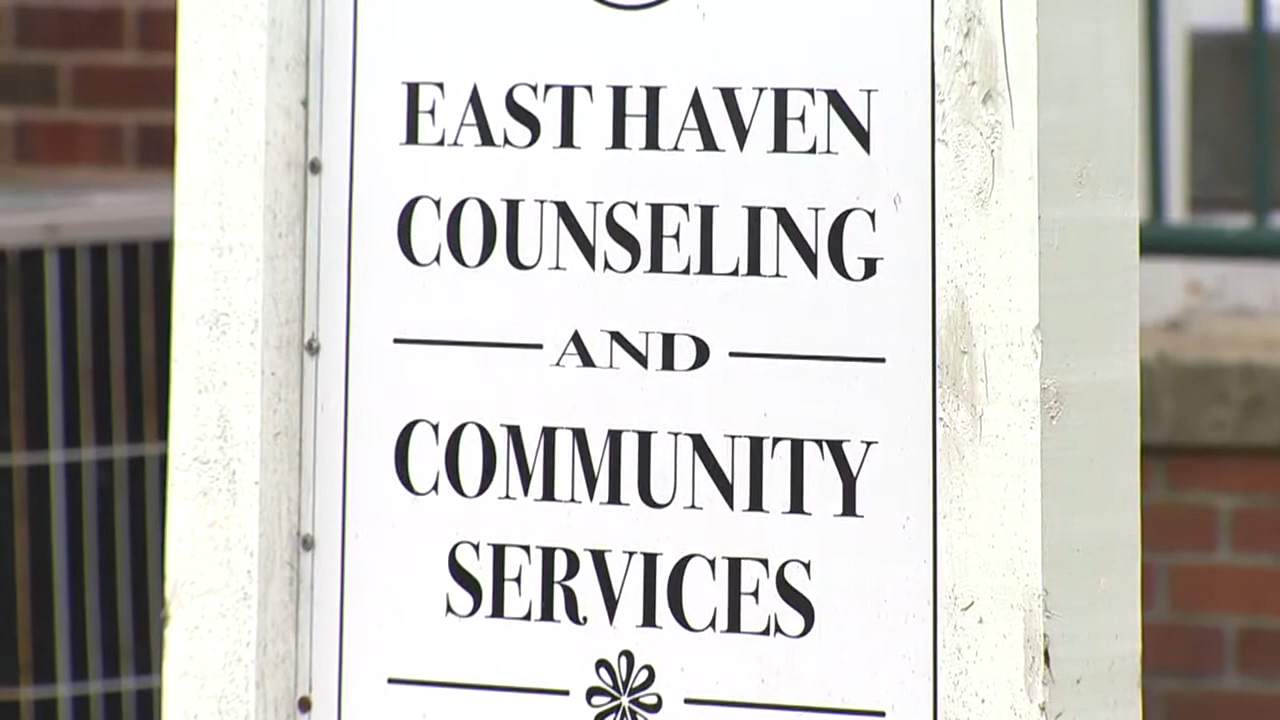 EAST HAVEN
COUNSELING
AND
COMMUNITY
SERVICES